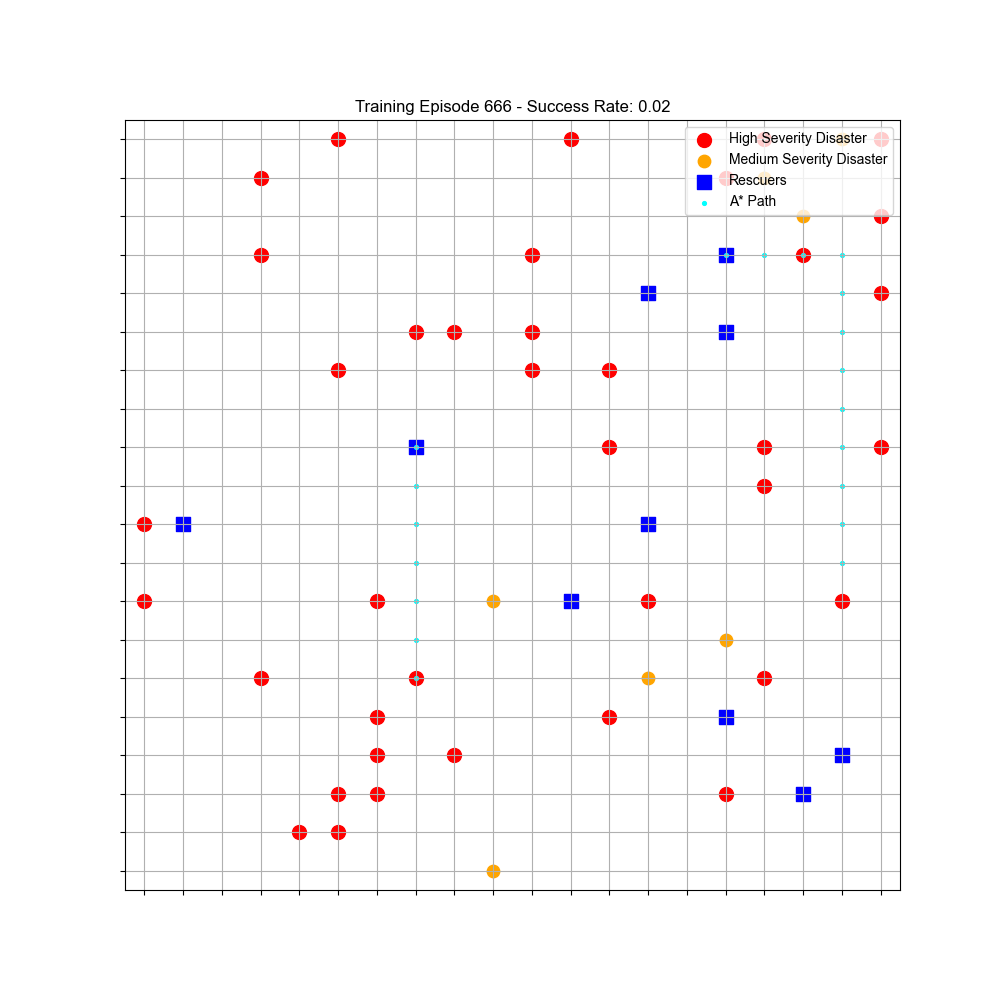 Training Episode 666 - Success Rate: 0.02
High Severity Disaster
Medium Severity Disaster
Rescuers
A* Path